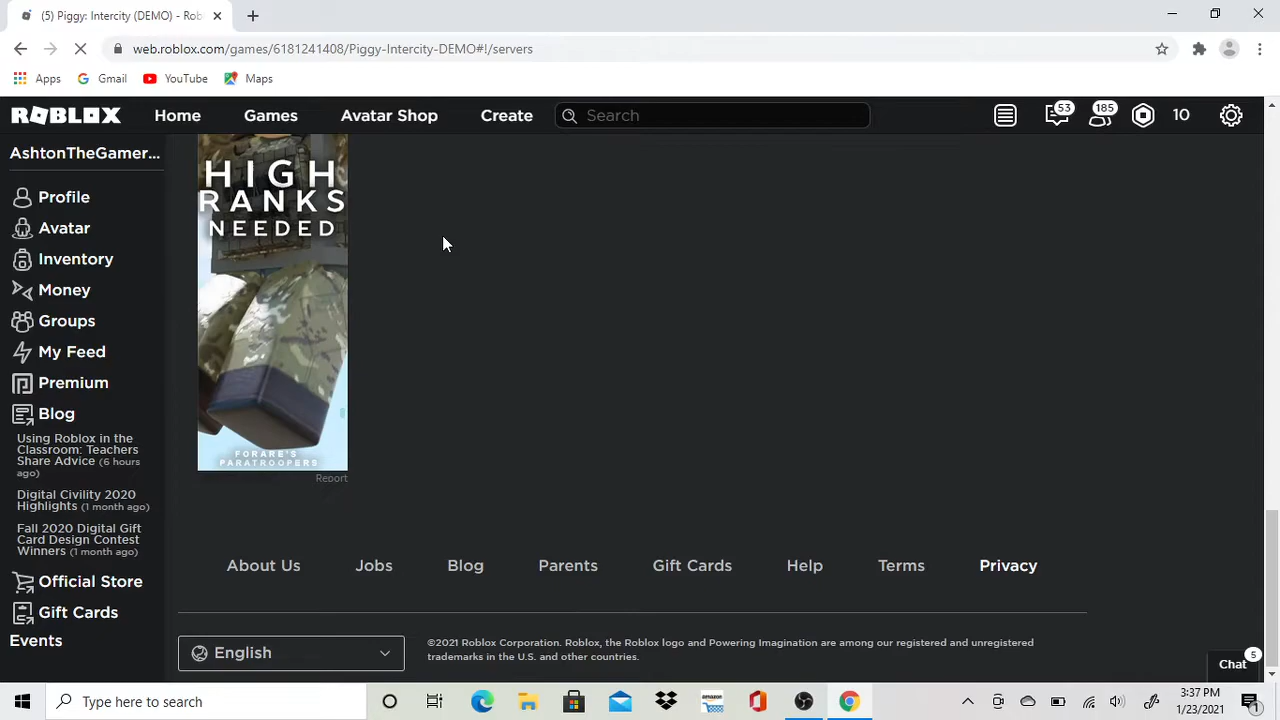 (5) Piggy: Intercity (DEMO) - Rob
web.roblox.com/games/6181241408/Piggy-Intercity-DEMO#!/servers
Apps Gmail YouTube Maps
ROBLOX Home Games Avatar Shop Create Search 53 185 10
AshtonTheGamer...
Profile
Avatar
Inventory
Money
Groups
My Feed
Premium
Blog
Using Roblox in the
Classroom: Teachers
Share Advice (6 hours
ago)
Digital Civility 2020
Highlights (1 month ago)
Fall 2020 Digital Gift
Card Design Contest
Winners (1 month ago)
Official Store
Gift Cards
Events
HIGH
RANKS
NEEDED
FORARE'S
PARATROOPERS
Report
About Us Jobs Blog Parents Gift Cards Help Terms Privacy
English
©2021 Roblox Corporation. Roblox, the Roblox logo and Powering Imagination are among our registered and unregistered
trademarks in the U.S. and other countries.
Chat 5
Type here to search
amazon
3:37 PM
1/23/2021
1